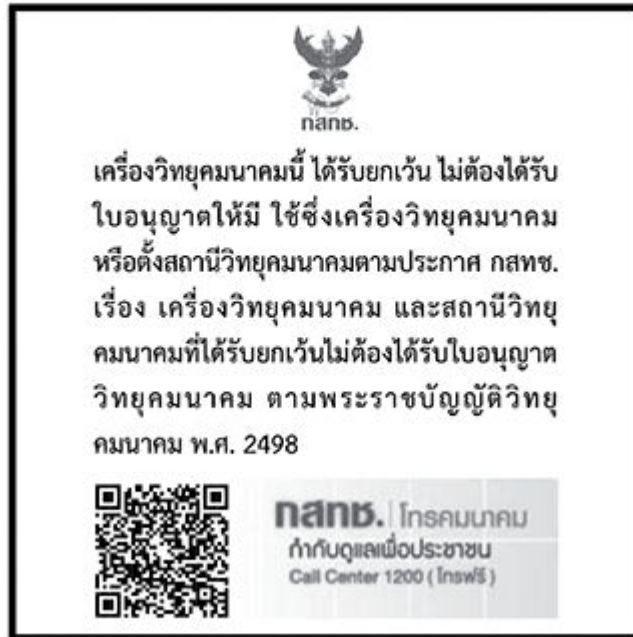 กสทช.
เครื่องวิทยุคมนาคมนี้ ได้รับยกเว้น ไม่ต้องได้รับ
ใบอนุญาตให้มี ใช้ซึ่งเครื่องวิทยุคมนาคม
หรือตั้งสถานีวิทยุคมนาคมตามประกาศ กสทช.
เรื่อง เครื่องวิทยุคมนาคม และสถานีวิทยุ
คมนาคมที่ได้รับยกเว้นไม่ต้องได้รับใบอนุญาต
วิทยุคมนาคม ตามพระราชบัญญัติวิทยุ
คมนาคม พ.ศ. 2498
กสทช. | โทรคมนาคม
กำกับดูแลเพื่อประชาชน
Call Center 1200 ( โทรฟรี )